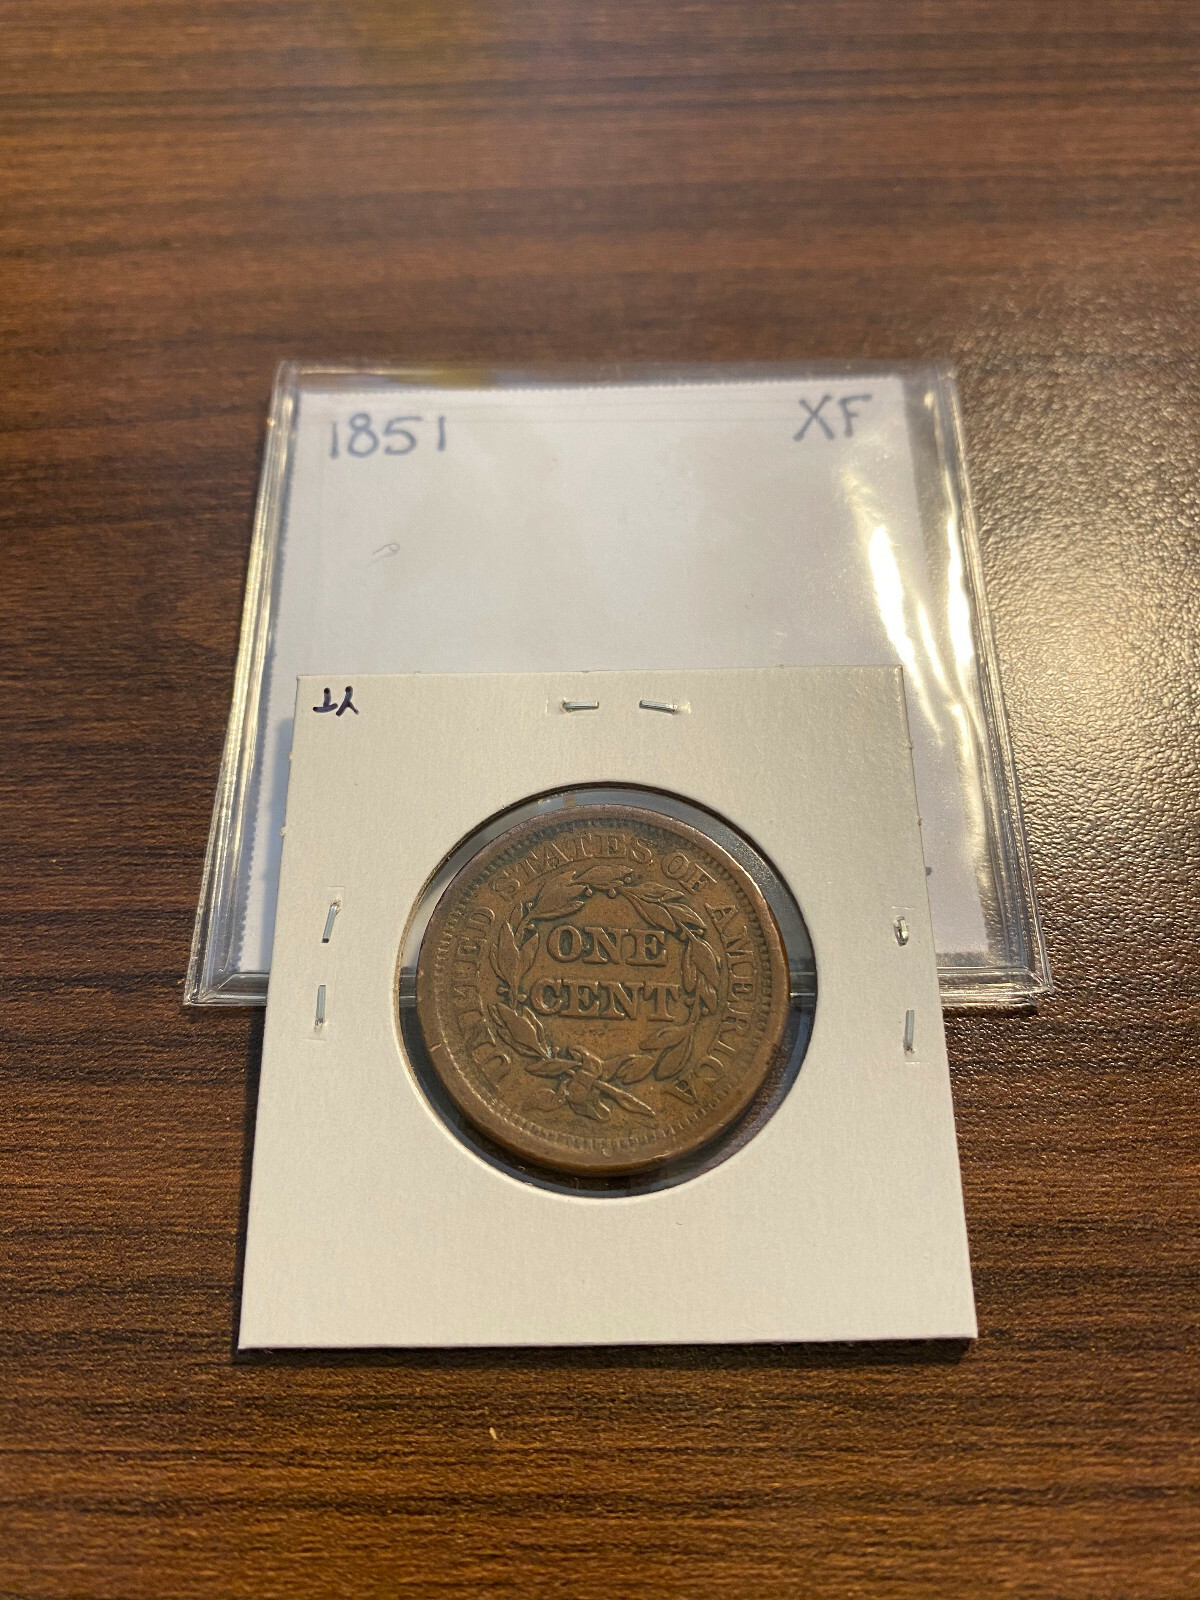 1851 XF
UNITED STATES OF AMERICA
ONE
CENT